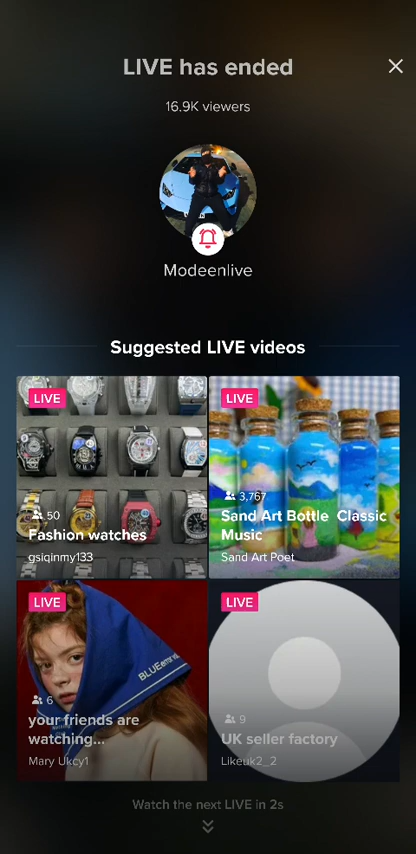 LIVE has ended
16.9K viewers
Modeenlive
Suggested LIVE videos
LIVE
50
Fashion watches
gsiqinmy133
LIVE
3,767
Sand Art Bottle Classic
Music
Sand Art Poet
LIVE
BLUE
6
your friends are
watching...
Mary Ukcy1
LIVE
9
UK seller factory
Likeuk2_2
Watch the next LIVE in 2s